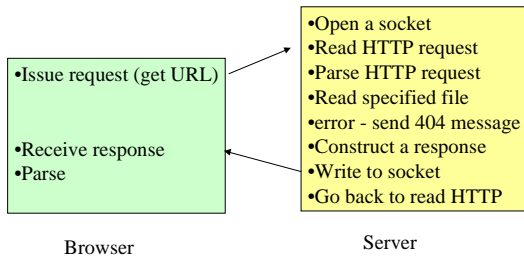 •Issue request (get URL)
•Receive response
•Parse
Browser
•Open a socket
•Read HTTP request
•Parse HTTP request
•Read specified file
•error - send 404 message
•Construct a response
•Write to socket
•Go back to read HTTP
Server